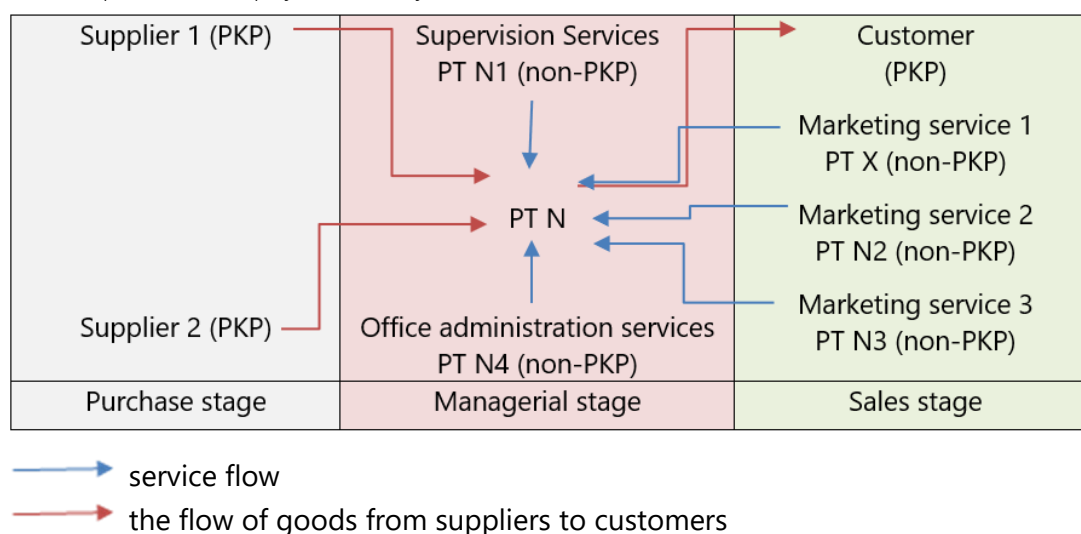 Supplier 1 (PKP)
Supplier 2 (PKP)
Purchase stage
Supervision Services
PT N1 (non-PKP)
PT N
Office administration services
PT N4 (non-PKP)
Managerial stage
Customer
(PKP)
Marketing service 1
PT X (non-PKP)
Marketing service 2
PT N2 (non-PKP)
Marketing service 3
PT N3 (non-PKP)
Sales stage
service flow
the flow of goods from suppliers to customers